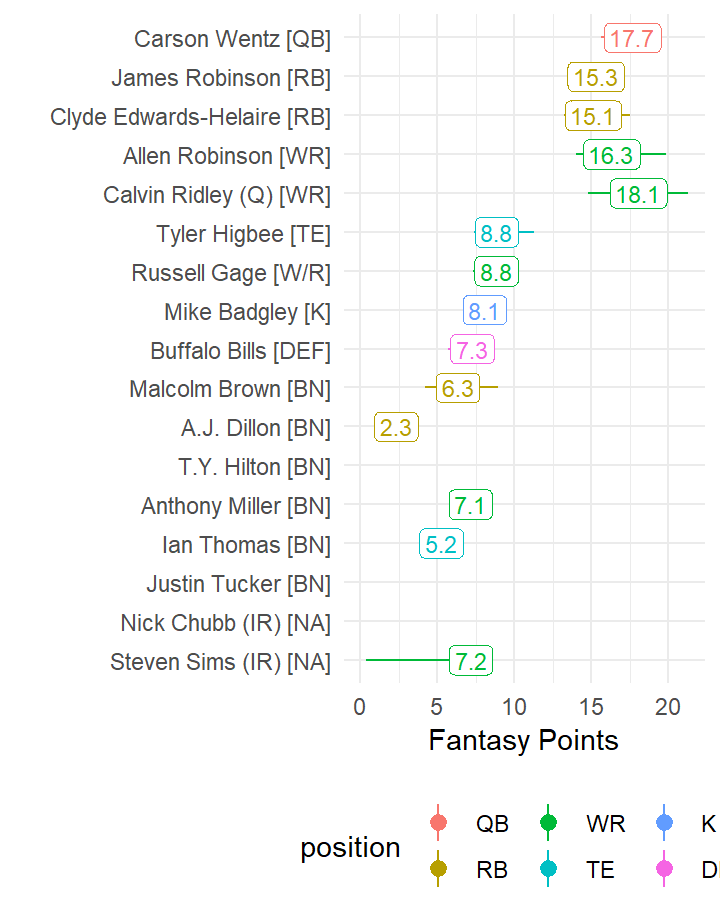 Carson Wentz [QB] 17.7
James Robinson [RB] 15.3
Clyde Edwards-Helaire [RB] 15.1
Allen Robinson [WR] 16.3
Calvin Ridley (Q) [WR] 18.1
Tyler Higbee [TE] 8.8
Russell Gage [W/R] 8.8
Mike Badgley [K] 8.1
Buffalo Bills [DEF] 7.3
Malcolm Brown [BN] 6.3
A.J. Dillon [BN] 2.3
T.Y. Hilton [BN]
Anthony Miller [BN] 7.1
Ian Thomas [BN] 5.2
Justin Tucker [BN]
Nick Chubb (IR) [NA]
Steven Sims (IR) [NA] 7.2
0 5 10 15 20
Fantasy Points
position
QB WR K
RB TE